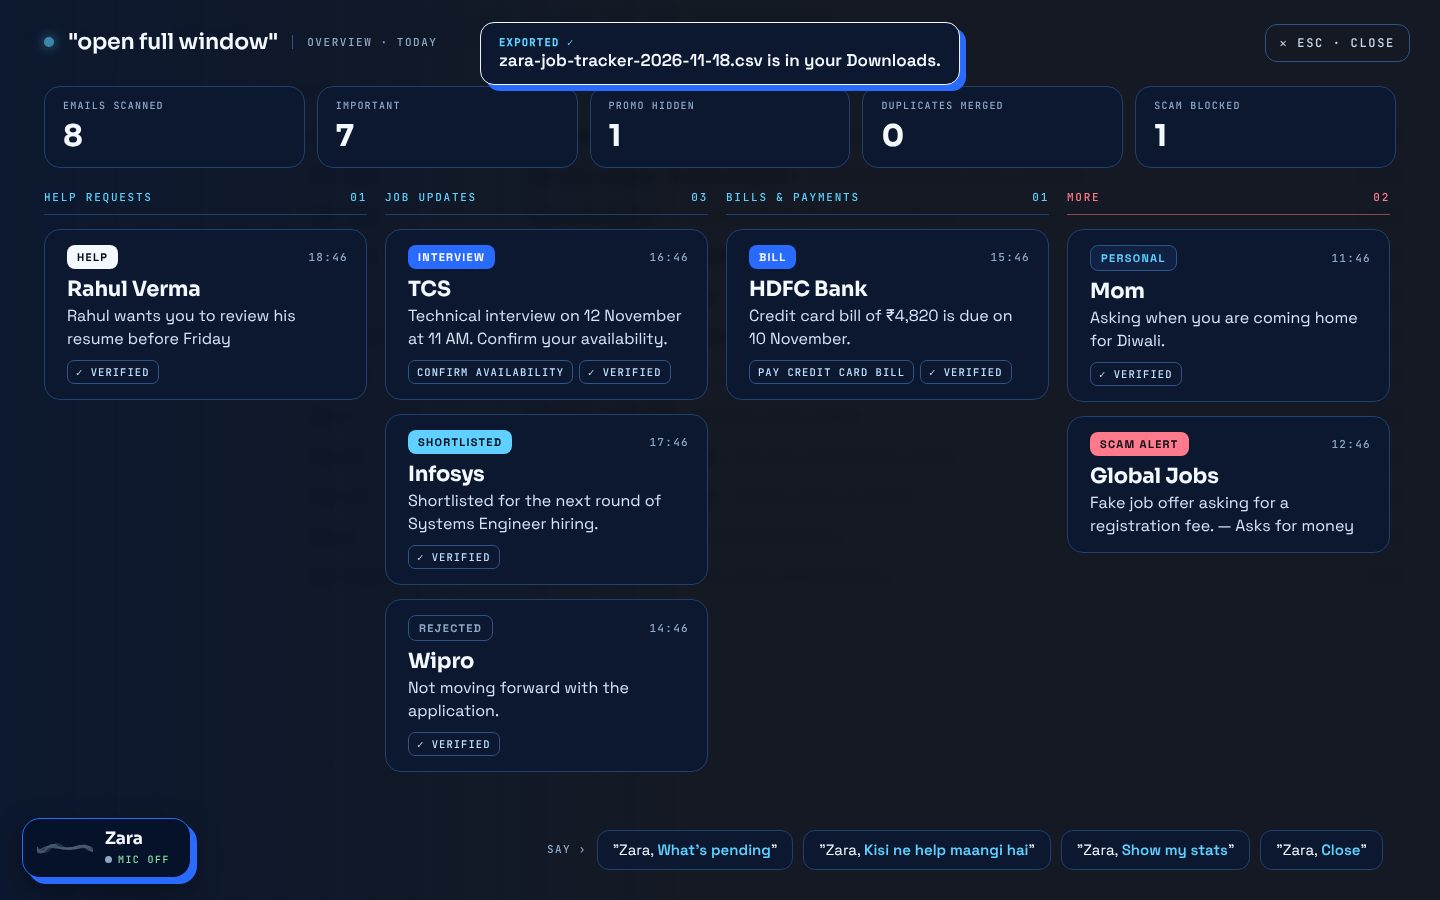 "open full window"
OVERVIEW · TODAY
EXPORTED ✓
zara-job-tracker-2026-11-18.csv is in your Downloads.
× ESC · CLOSE
EMAILS SCANNED
8
IMPORTANT
7
PROMO HIDDEN
1
DUPLICATES MERGED
0
SCAM BLOCKED
1
HELP REQUESTS 01
HELP 18:46
Rahul Verma
Rahul wants you to review his
resume before Friday
✓ VERIFIED
JOB UPDATES 03
INTERVIEW 16:46
TCS
Technical interview on 12 November
at 11 AM. Confirm your availability.
CONFIRM AVAILABILITY ✓ VERIFIED
SHORTLISTED 17:46
Infosys
Shortlisted for the next round of
Systems Engineer hiring.
✓ VERIFIED
REJECTED 14:46
Wipro
Not moving forward with the
application.
✓ VERIFIED
BILLS & PAYMENTS 01
BILL 15:46
HDFC Bank
Credit card bill of ₹4,820 is due on
10 November.
PAY CREDIT CARD BILL ✓ VERIFIED
MORE 02
PERSONAL 11:46
Mom
Asking when you are coming home
for Diwali.
✓ VERIFIED
SCAM ALERT 12:46
Global Jobs
Fake job offer asking for a
registration fee. — Asks for money
Zara
MIC OFF
SAY ›
"Zara, What's pending"
"Zara, Kisi ne help maangi hai"
"Zara, Show my stats"
"Zara, Close"